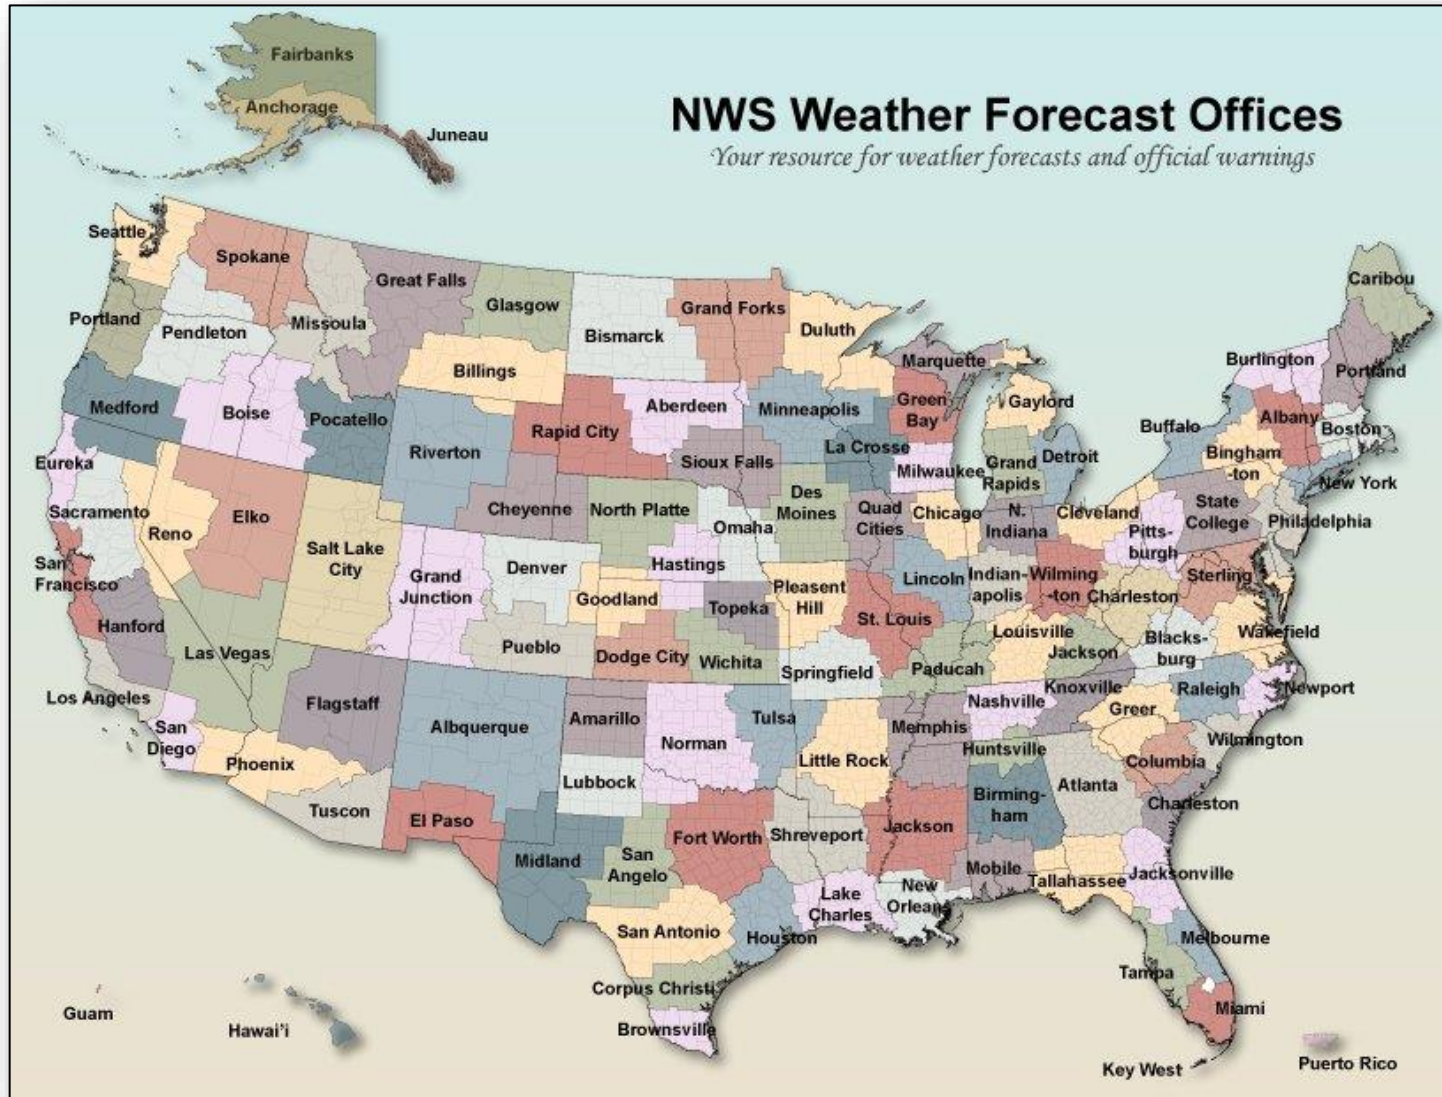 Fairbanks
Anchorage
Juneau
NWS Weather Forecast Offices
Your resource for weather forecasts and official warnings
Seattle
Spokane
Great Falls
Glasgow
Caribou
Portland
Pendleton
Missoula
Bismarck
Grand Forks
Duluth
Billings
Marquette
Burlington
Portland
Medford
Boise
Pocatello
Aberdeen
Minneapolis
Green
Bay
Gaylord
Buffalo
Albany
Boston
Riverton
Rapid City
La Crosse
Eureka
Sioux Falls
Milwaukee
Grand
Rapids
Detroit
Bingham
-ton
New York
Sacramento
Reno
Elko
Cheyenne
North Platte
Omaha
Des
Moines
Quad
Cities
Chicago
N.
Indiana
Cleveland
Pitts-
burgh
State
College
Philadelphia
San
Francisco
Salt Lake
City
Grand
Junction
Denver
Hastings
Goodland
Topeka
Pleasent
Hill
Lincoln
Indian-
apolis
Wilming
-ton
Charleston
Sterling
Hanford
Las Vegas
Pueblo
Dodge City
Wichita
St. Louis
Springfield
Paducah
Louisville
Jackson
Blacks-
burg
Wakefield
Los Angeles
San
Diego
Flagstaff
Albquerque
Amarillo
Norman
Tulsa
Memphis
Nashville
Knoxville
Greer
Raleigh
Newport
Phoenix
Tuscon
El Paso
Lubbock
Little Rock
Huntsville
Columbia
Wilmington
Atlanta
Charleston
Birming-
ham
Midland
San
Angelo
Fort Worth
Shreveport
Jackson
Mobile
Tallahassee
Jacksonville
San Antonio
Houston
Lake
Charles
New
Orleans
Melbourne
Tampa
Corpus Christi
Brownsville
Miami
Key West
Guam
Hawai'i
Puerto Rico